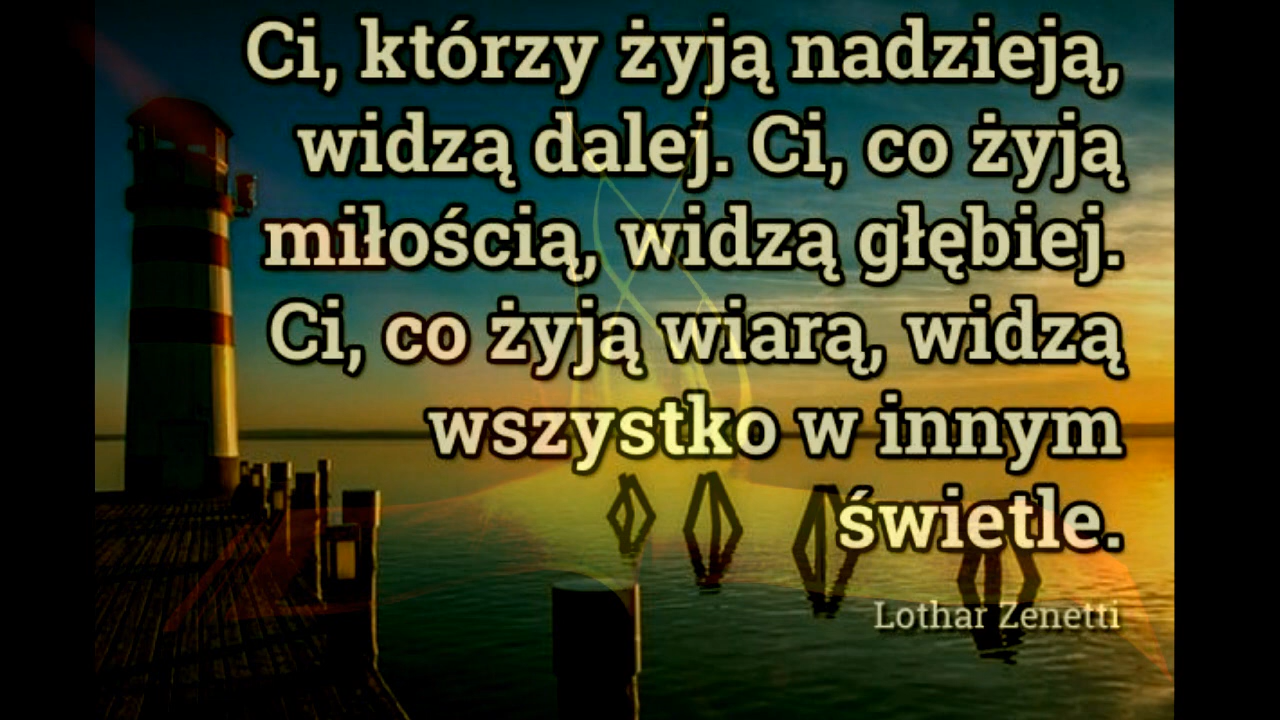 Ci, którzy żyją nadzieją,
widzą dalej. Ci, co żyją
miłością, widzą głębiej.
Ci, co żyją wiarą, widzą
wszystko w innym
świetle.
Lothar Zenetti